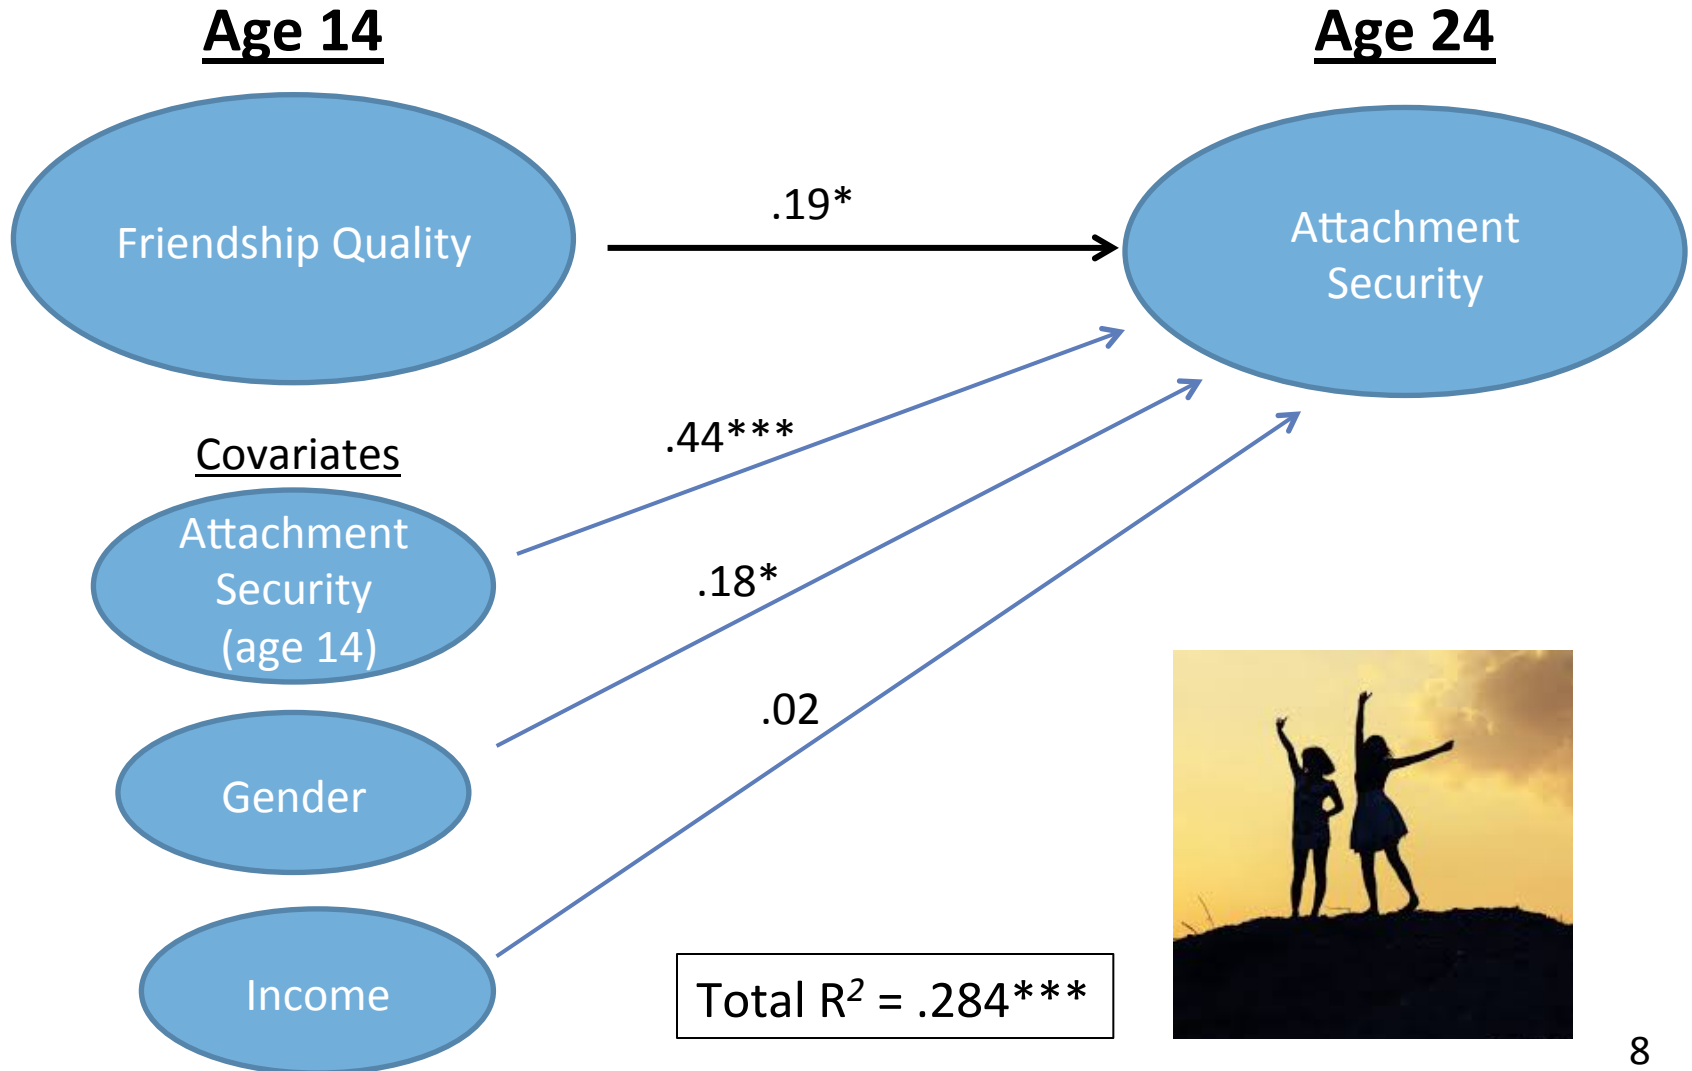 Age 14
Age 24
Friendship Quality
.19*
Attachment
Security
Covariates
.44***
Attachment
Security
(age 14)
.18*
.02
Gender
Income
Total R² = .284***
8